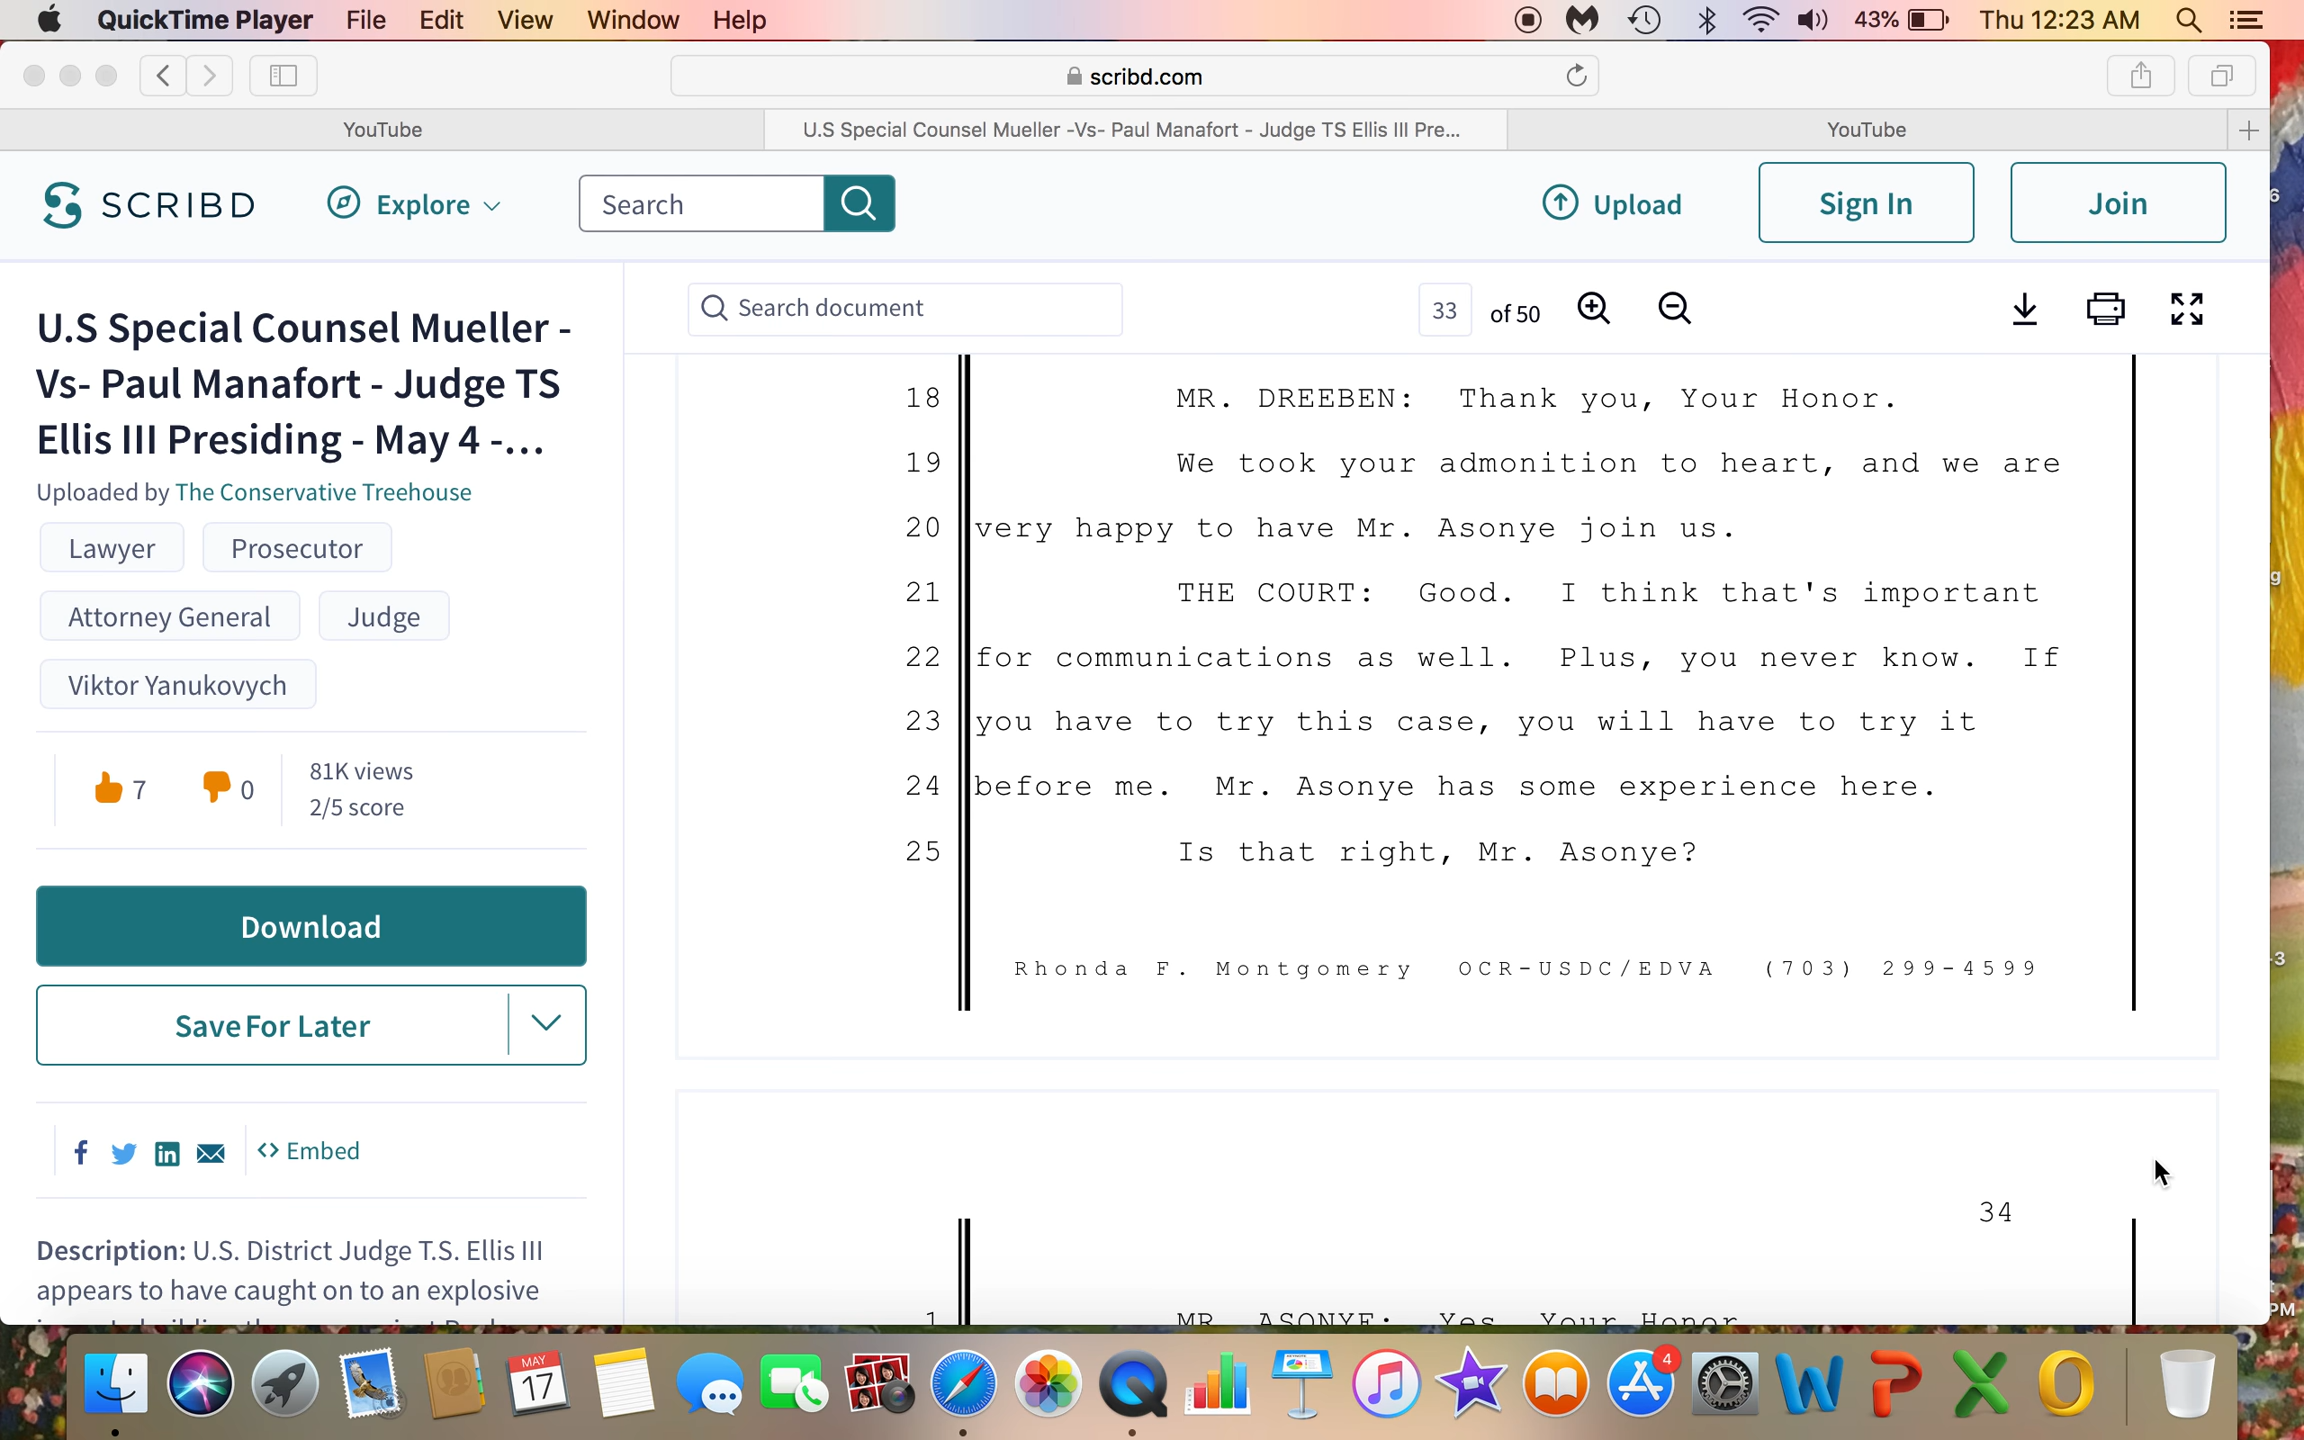 QuickTime Player File Edit View Window Help 43% Thu 12:23 AM
scribd.com
YouTube U.S Special Counsel Mueller -Vs- Paul Manafort - Judge TS Ellis III Pre... YouTube
SCRIBD Explore Search Upload Sign In Join
Search document 33 of 50
U.S Special Counsel Mueller -
Vs- Paul Manafort - Judge TS
Ellis III Presiding - May 4 -...
Uploaded by The Conservative Treehouse
Lawyer Prosecutor
Attorney General Judge
Viktor Yanukovych
7 0 81K views
2/5 score
Download
Save For Later
Embed
Description: U.S. District Judge T.S. Ellis III
appears to have caught on to an explosive
18 MR. DREEBEN: Thank you, Your Honor.
19 We took your admonition to heart, and we are
20 very happy to have Mr. Asonye join us.
21 THE COURT: Good. I think that's important
22 for communications as well. Plus, you never know. If
23 you have to try this case, you will have to try it
24 before me. Mr. Asonye has some experience here.
25 Is that right, Mr. Asonye?
Rhonda F. Montgomery OCR-USDC/EDVA (703) 299-4599
34
1 MR. ASONYE: Yes, Your Honor
6
g
-3
PM
MAY
17
4